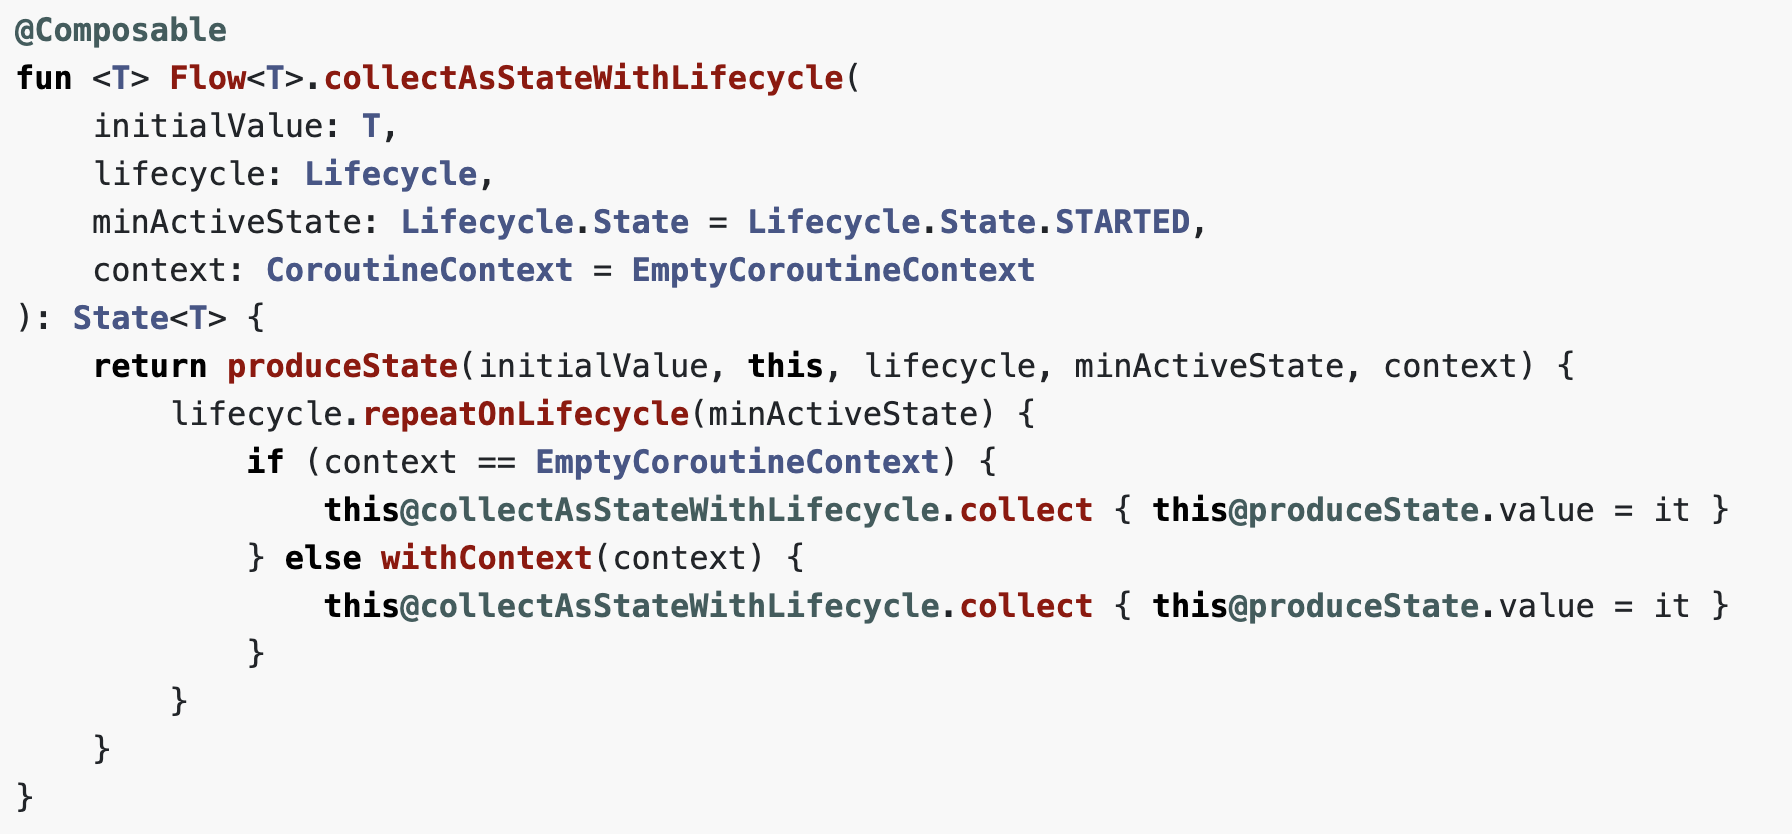 @Composable
fun <T> Flow<T>.collectAsStateWithLifecycle(
    initialValue: T,
    lifecycle: Lifecycle,
    minActiveState: Lifecycle.State = Lifecycle.State.STARTED,
    context: CoroutineContext = EmptyCoroutineContext
): State<T> {
    return produceState(initialValue, this, lifecycle, minActiveState, context) {
        lifecycle.repeatOnLifecycle(minActiveState) {
            if (context == EmptyCoroutineContext) {
                this@collectAsStateWithLifecycle.collect { this@produceState.value = it }
            } else withContext(context) {
                this@collectAsStateWithLifecycle.collect { this@produceState.value = it }
            }
        }
    }
}